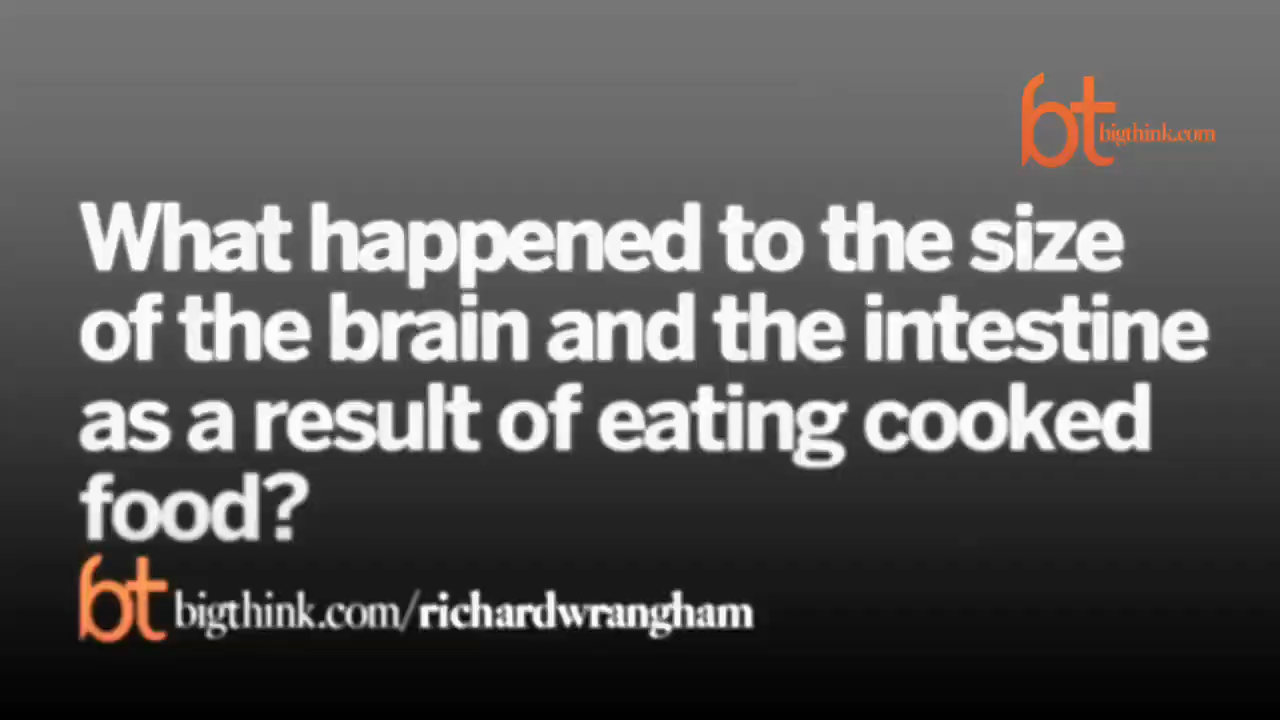 bt bigthink.com
What happened to the size
of the brain and the intestine
as a result of eating cooked
food?
bt bigthink.com/richardwrangham